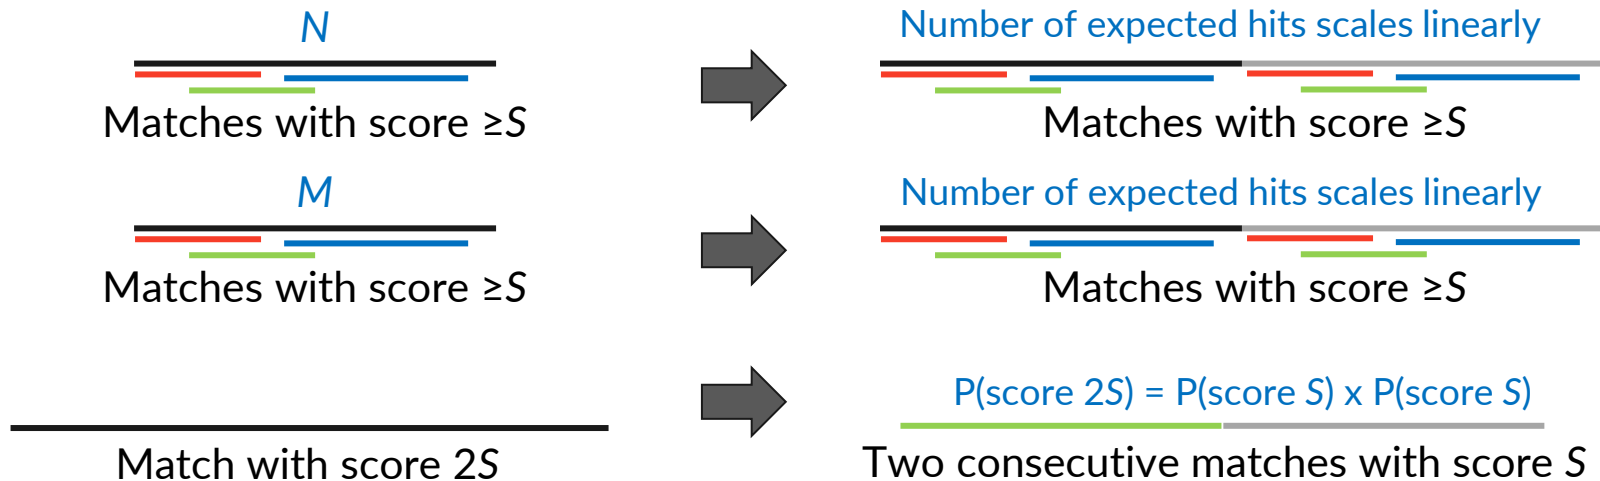 N
Number of expected hits scales linearly
Matches with score ≥S
Matches with score ≥S
M
Number of expected hits scales linearly
Matches with score ≥S
Matches with score ≥S
P(score 2S) = P(score S) x P(score S)
Match with score 2S
Two consecutive matches with score S